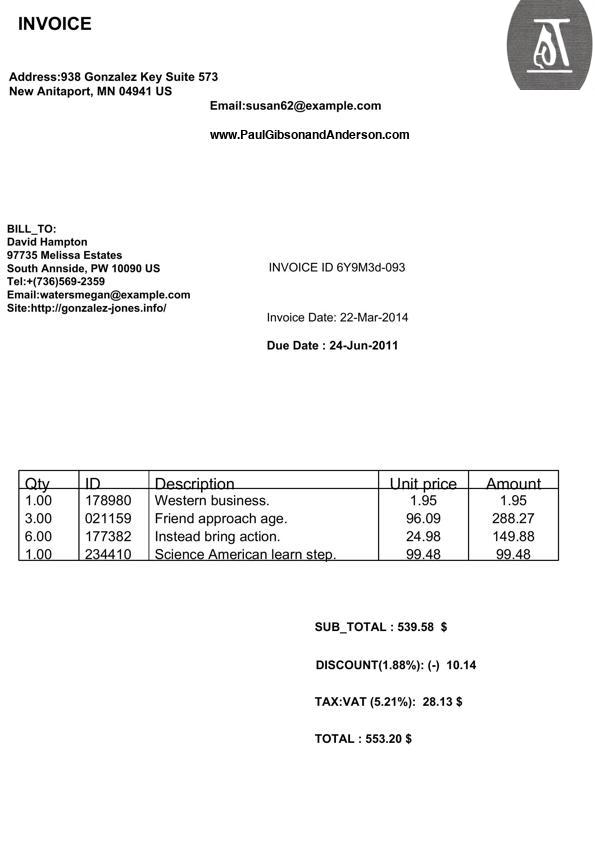 INVOICE
Address:938 Gonzalez Key Suite 573
New Anitaport, MN 04941 US
Email:susan62@example.com
www.PaulGibsonandAnderson.com
BILL_TO:
David Hampton
97735 Melissa Estates
South Annside, PW 10090 US
Tel:+(736)569-2359
Email:watersmegan@example.com
Site:http://gonzalez-jones.info/
INVOICE ID 6Y9M3d-093
Invoice Date: 22-Mar-2014
Due Date : 24-Jun-2011
Qty ID Description Unit price Amount
1.00 178980 Western business. 1.95 1.95
3.00 021159 Friend approach age. 96.09 288.27
6.00 177382 Instead bring action. 24.98 149.88
1.00 234410 Science American learn step. 99.48 99.48
SUB_TOTAL : 539.58 $
DISCOUNT(1.88%): (-) 10.14
TAX:VAT (5.21%): 28.13 $
TOTAL : 553.20 $